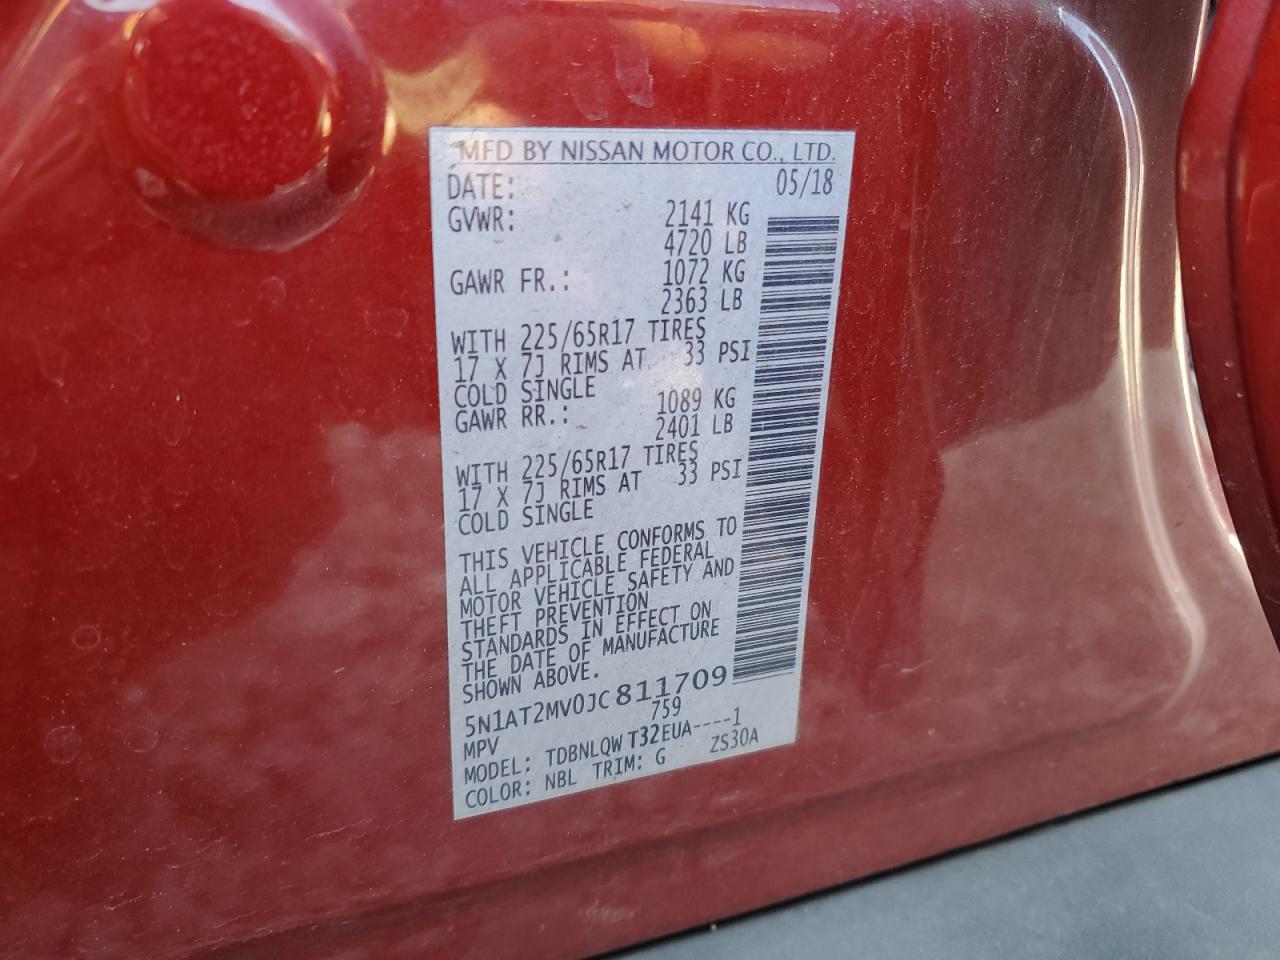 MFD BY NISSAN MOTOR CO., LTD.
DATE: 05/18
GVWR: 2141 KG
4720 LB
GAWR FR.: 1072 KG
2363 LB
WITH 225/65R17 TIRES
17 X 7J RIMS AT 33 PSI
COLD SINGLE
GAWR RR.: 1089 KG
2401 LB
WITH 225/65R17 TIRES
17 X 7J RIMS AT 33 PSI
COLD SINGLE
THIS VEHICLE CONFORMS TO
ALL APPLICABLE FEDERAL
MOTOR VEHICLE SAFETY AND
THEFT PREVENTION
STANDARDS IN EFFECT ON
THE DATE OF MANUFACTURE
SHOWN ABOVE.
5N1AT2MV0JC811709
MPV 759
MODEL: TDBNLQWT32EUA----1
COLOR: NBL TRIM: G ZS30A